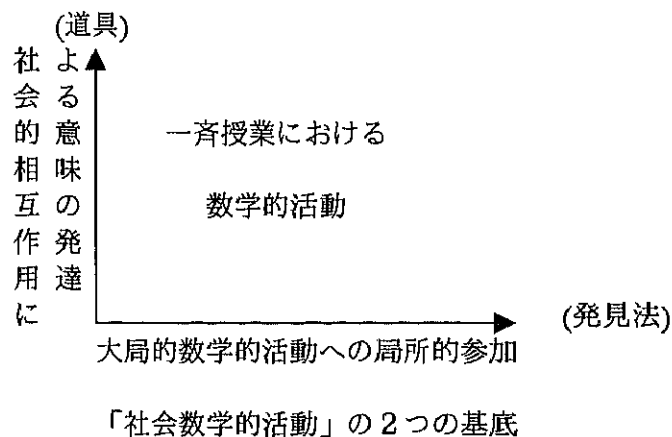 (道具)
社会的相互作用に
よる意味の発達
一斉授業における
数学的活動
(発見法)
大局的数学的活動への局所的参加
「社会数学的活動」の2つの基底